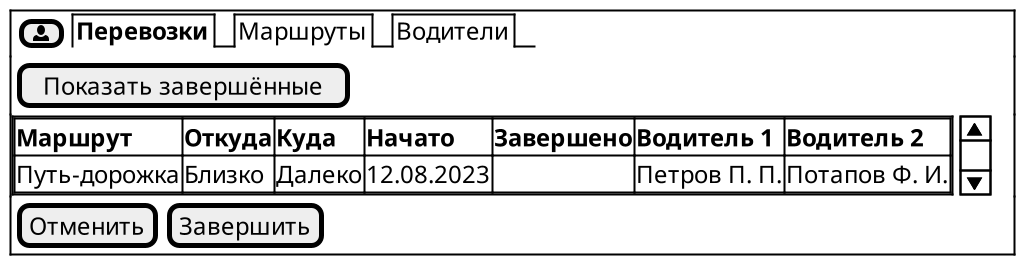 Перевозки Маршруты Водители
Показать завершённые
Маршрут Откуда Куда Начато Завершено Водитель 1 Водитель 2
Путь-дорожка Близко Далеко 12.08.2023 Петров П. П. Потапов Ф. И.
Отменить Завершить